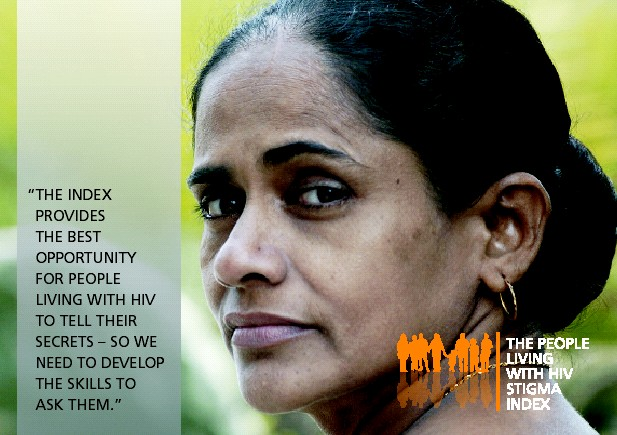 ”THE INDEX
PROVIDES
THE BEST
OPPORTUNITY
FOR PEOPLE
LIVING WITH HIV
TO TELL THEIR
SECRETS – SO WE
NEED TO DEVELOP
THE SKILLS TO
ASK THEM.”
THE PEOPLE
LIVING
WITH HIV
STIGMA
INDEX